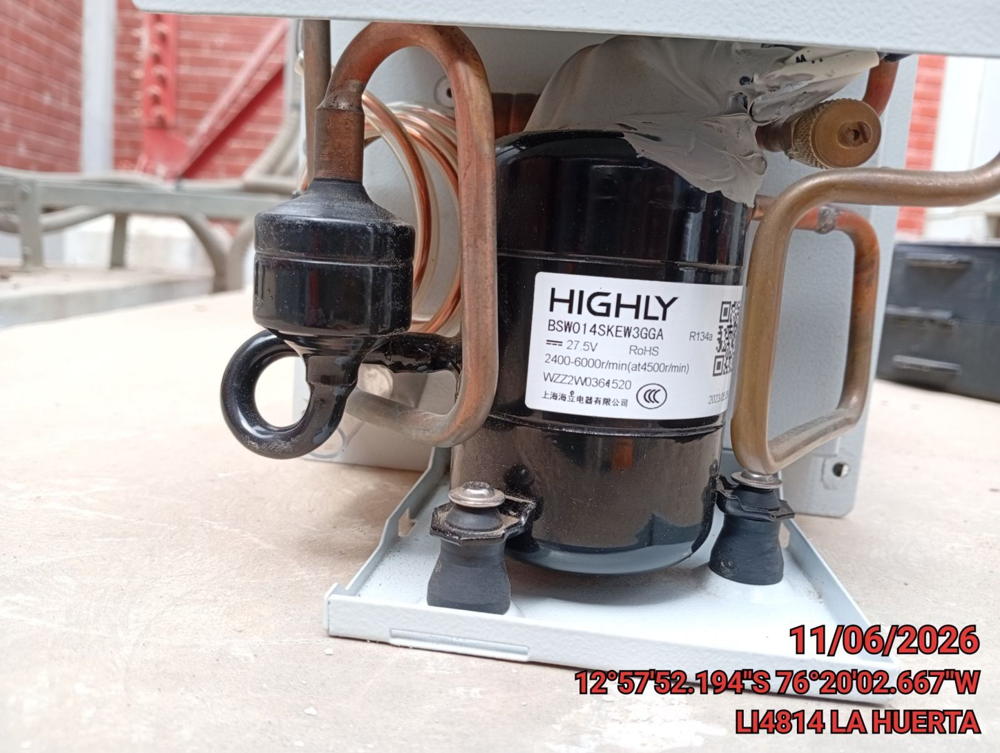 HIGHLY
BSW014SKEW3GGA R134a
27.5V RoHS
2400-6000r/min(at4500r/min)
WZZ2W0364520
上海海立电器有限公司
11/06/2026
12°57'52.194"S 76°20'02.667"W
LI4814 LA HUERTA